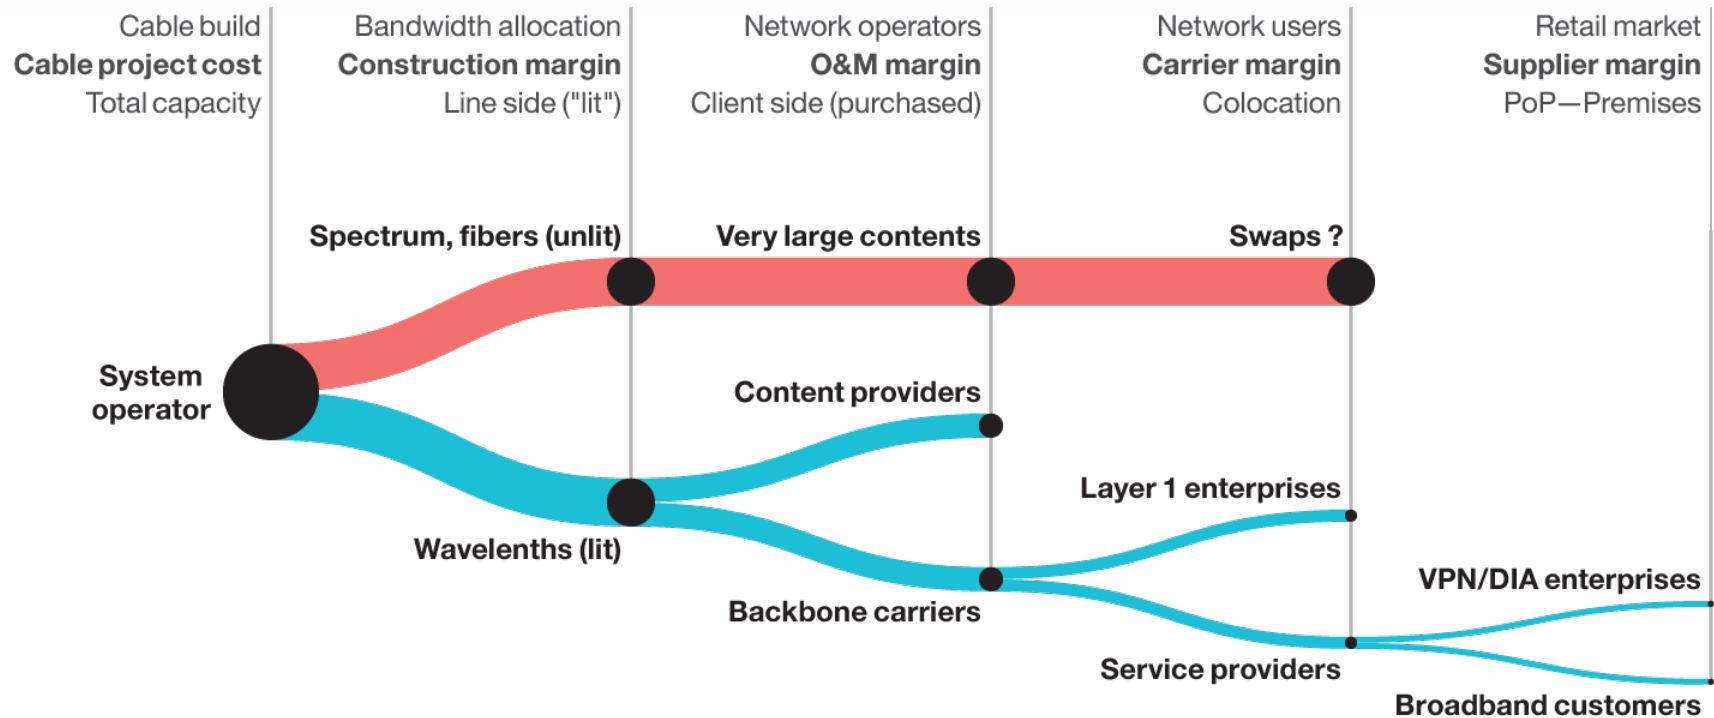 Cable build
Cable project cost
Total capacity
Bandwidth allocation
Construction margin
Line side ("lit")
Network operators
O&M margin
Client side (purchased)
Network users
Carrier margin
Colocation
Retail market
Supplier margin
PoP—Premises
Spectrum, fibers (unlit)
Very large contents
Swaps ?
System
operator
Content providers
Layer 1 enterprises
Wavelenths (lit)
VPN/DIA enterprises
Backbone carriers
Service providers
Broadband customers